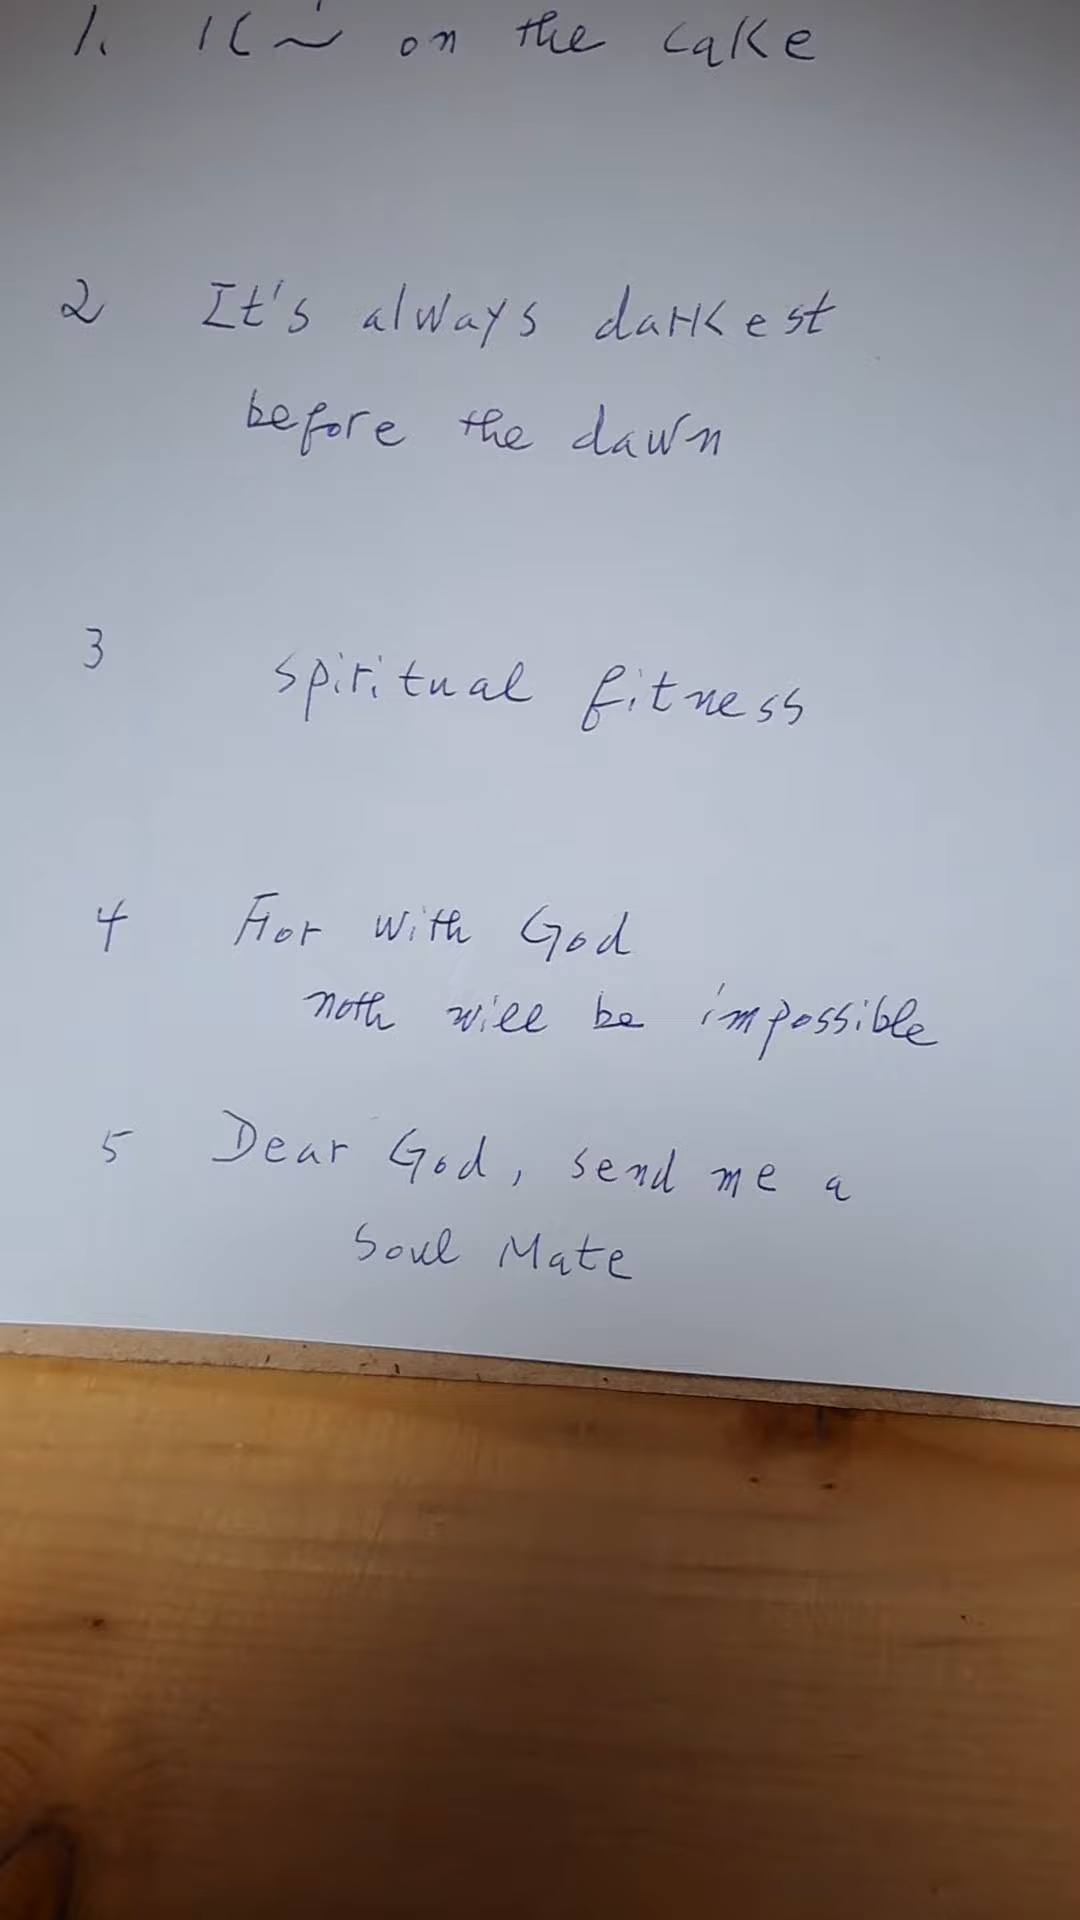 1. on the cake
2 It's always darkest
before the dawn
3 spiritual fitness
4 For with God
noth will be impossible
5 Dear God, send me a
Soul Mate